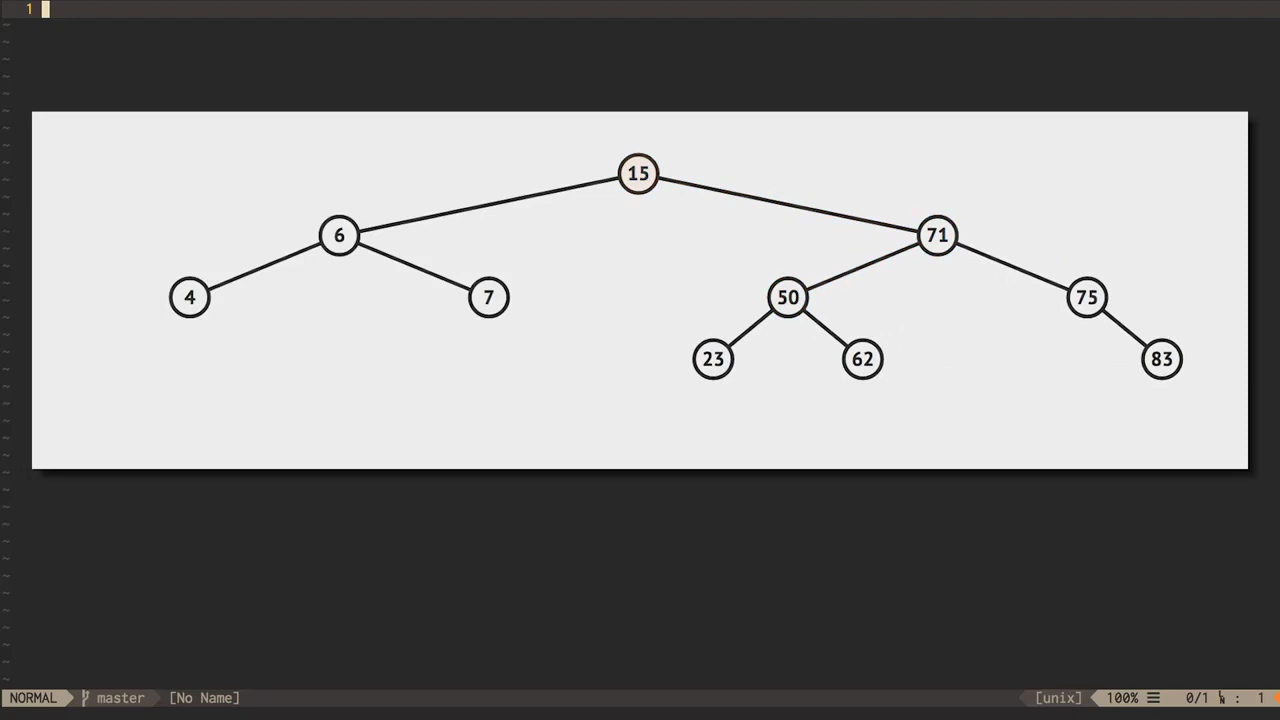 1
15
6 71
4 7 50 75
23 62 83
NORMAL master [No Name] [unix] 100% ☰ 0/1 ㏑ : 1